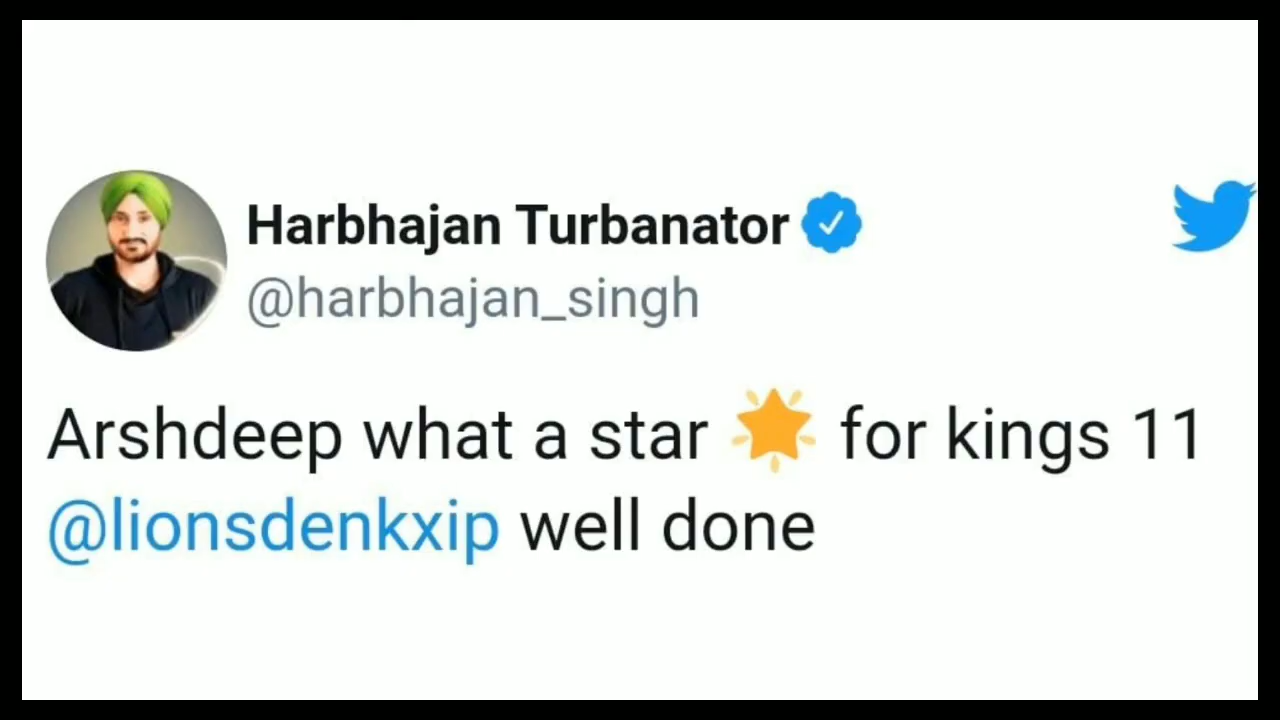 Harbhajan Turbanator
@harbhajan_singh
Arshdeep what a star 🌟 for kings 11
@lionsdenkxip well done